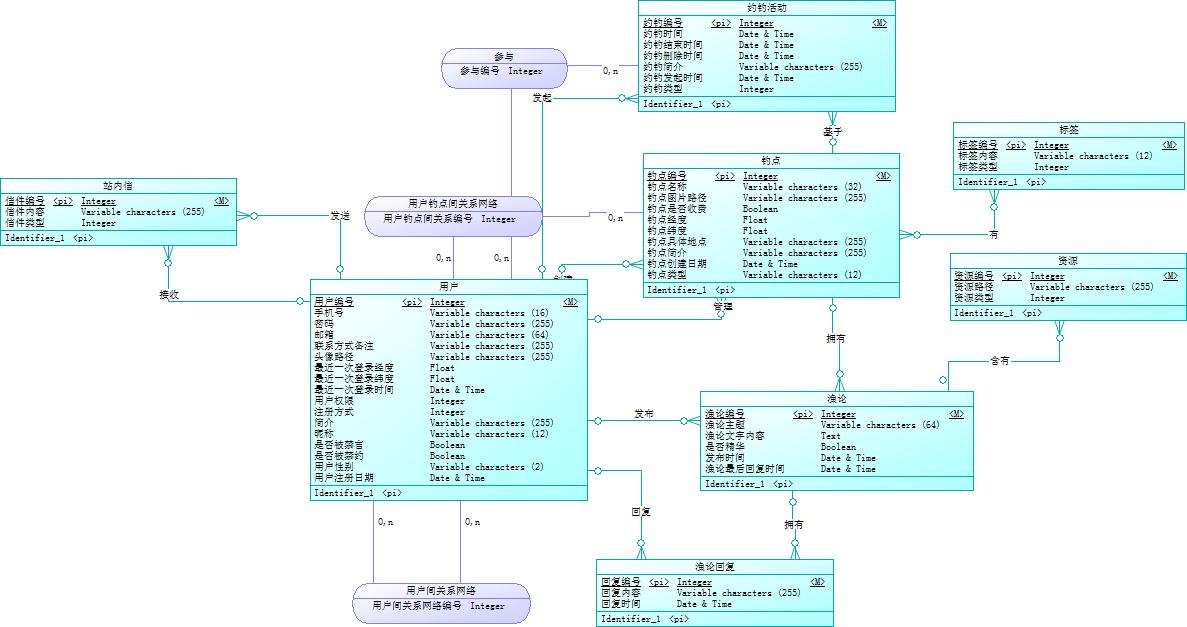 约钓活动
约钓编号 <pi> Integer <M>
约钓时间 Date & Time
约钓结束时间 Date & Time
约钓删除时间 Date & Time
约钓简介 Variable characters (255)
约钓发起时间 Date & Time
约钓类型 Integer
Identifier_1 <pi>
参与
参与编号 Integer
0,n
发起
基于
标签
标签编号 <pi> Integer <M>
标签内容 Variable characters (12)
标签类型 Integer
Identifier_1 <pi>
钓点
钓点编号 <pi> Integer <M>
钓点名称 Variable characters (32)
钓点图片路径 Variable characters (255)
钓点是否收费 Boolean
钓点经度 Float
钓点纬度 Float
钓点具体地点 Variable characters (255)
钓点简介 Variable characters (255)
钓点创建日期 Date & Time
钓点类型 Variable characters (12)
Identifier_1 <pi>
站内信
信件编号 <pi> Integer <M>
信件内容 Variable characters (255)
信件类型 Integer
Identifier_1 <pi>
发送
用户钓点间关系网络
用户钓点间关系编号 Integer
0,n
有
0,n
0,n
资源
资源编号 <pi> Integer <M>
资源路径 Variable characters (255)
资源类型 Integer
Identifier_1 <pi>
创建
接收
管理
用户
用户编号 <pi> Integer <M>
手机号 Variable characters (16)
密码 Variable characters (255)
邮箱 Variable characters (64)
联系方式备注 Variable characters (255)
头像路径 Variable characters (255)
最近一次登录经度 Float
最近一次登录纬度 Float
最近一次登录时间 Date & Time
用户权限 Integer
注册方式 Integer
简介 Variable characters (255)
昵称 Variable characters (12)
是否被禁言 Boolean
是否被禁约 Boolean
用户性别 Variable characters (2)
用户注册日期 Date & Time
Identifier_1 <pi>
拥有
含有
发布
渔论
渔论编号 <pi> Integer <M>
渔论主题 Variable characters (64)
渔论文字内容 Text
是否精华 Boolean
发布时间 Date & Time
渔论最后回复时间 Date & Time
Identifier_1 <pi>
回复
0,n
0,n
拥有
渔论回复
回复编号 <pi> Integer <M>
回复内容 Variable characters (255)
回复时间 Date & Time
Identifier_1 <pi>
用户间关系网络
用户间关系网络编号 Integer